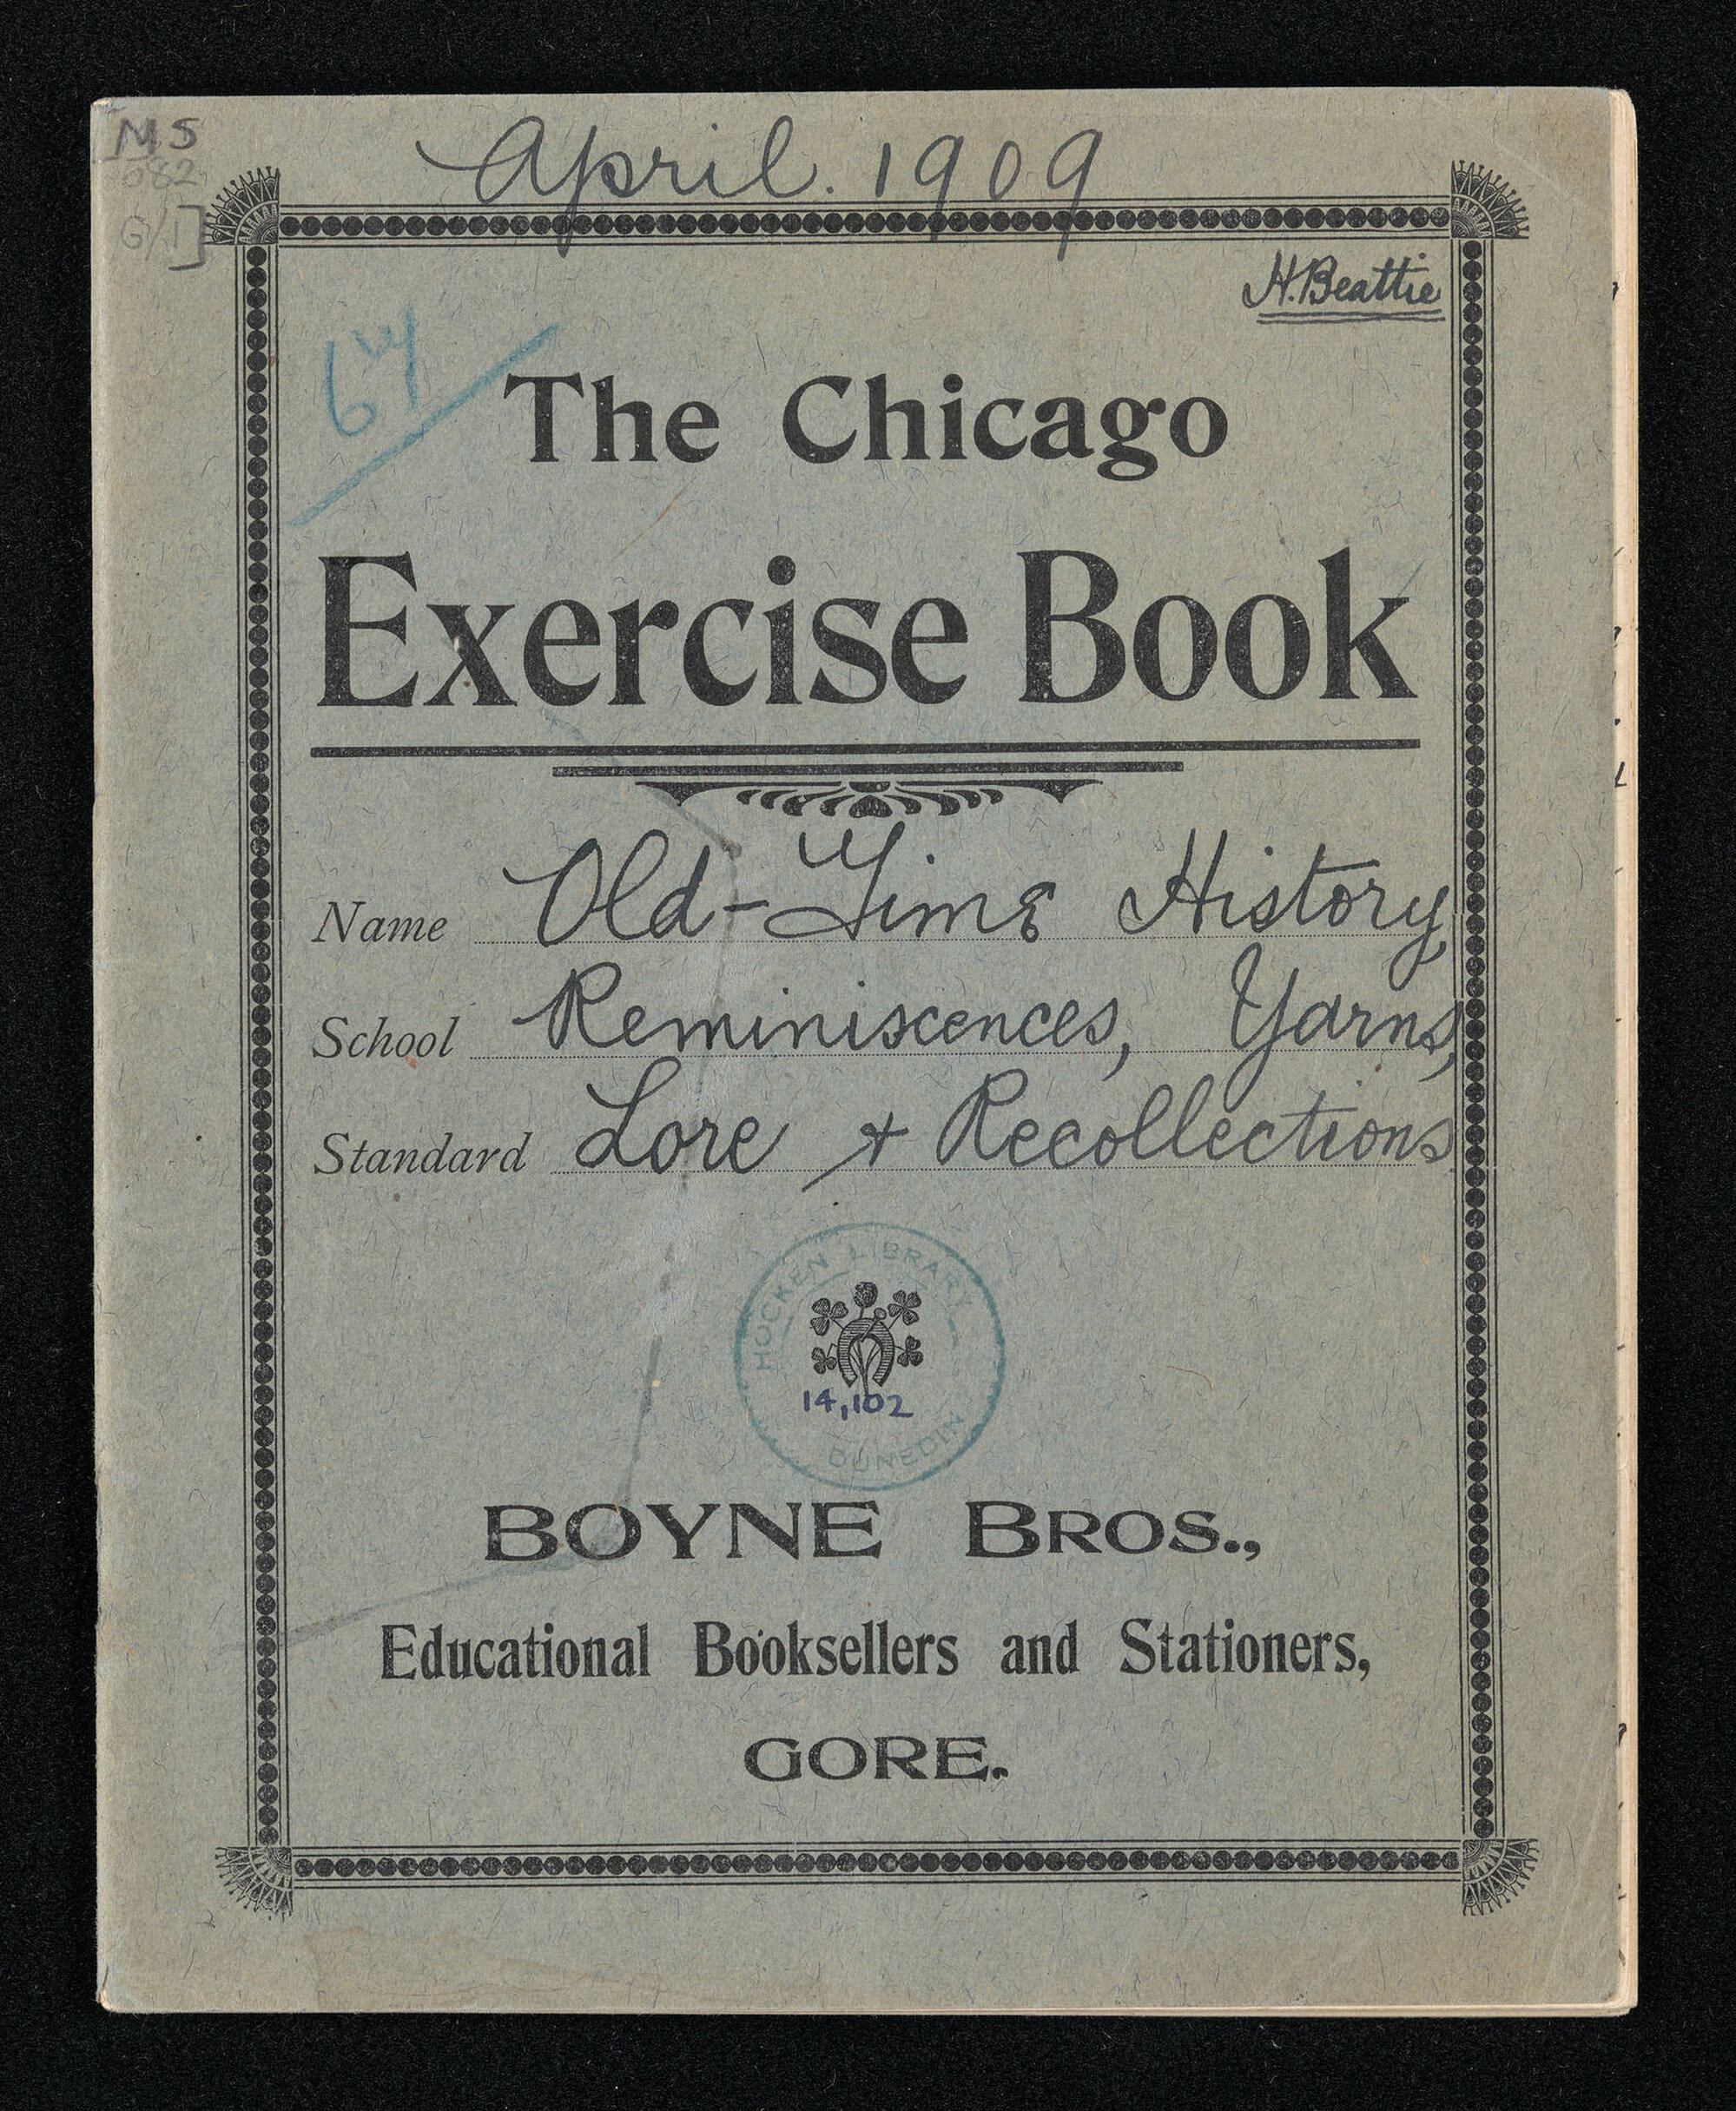 MS
082
G/1]
April. 1909
H. Beattie
64
The Chicago
Exercise Book
Name Old-Time History,
School Reminiscences, Yarns,
Standard Lore + Recollections
HOCKEN LIBRARY
14,102
DUNEDIN
BOYNE BROS.,
Educational Booksellers and Stationers,
GORE.